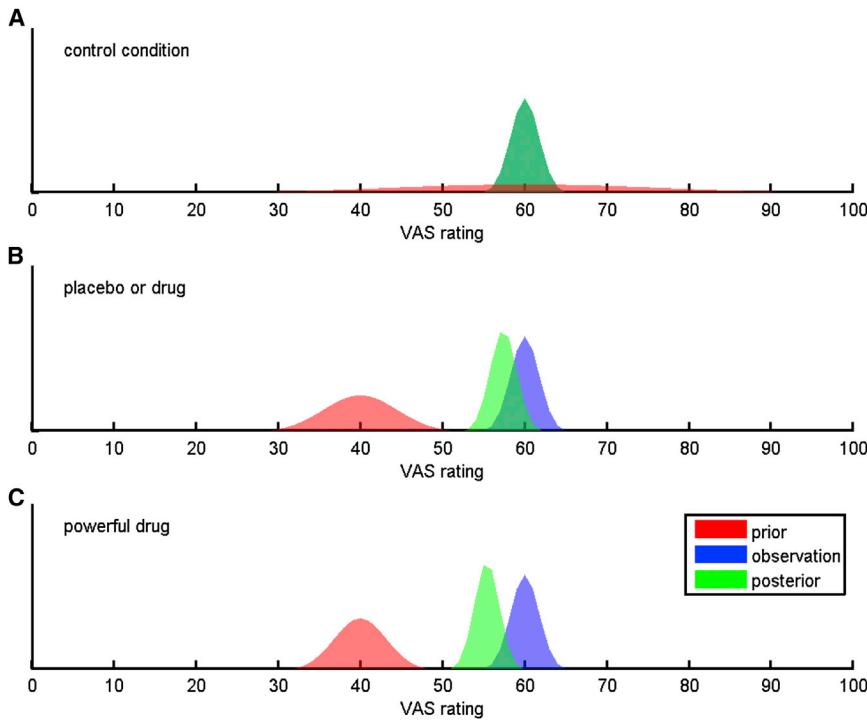 A
control condition
0 10 20 30 40 50 60 70 80 90 100
VAS rating
B
placebo or drug
0 10 20 30 40 50 60 70 80 90 100
VAS rating
C
powerful drug
prior
observation
posterior
0 10 20 30 40 50 60 70 80 90 100
VAS rating